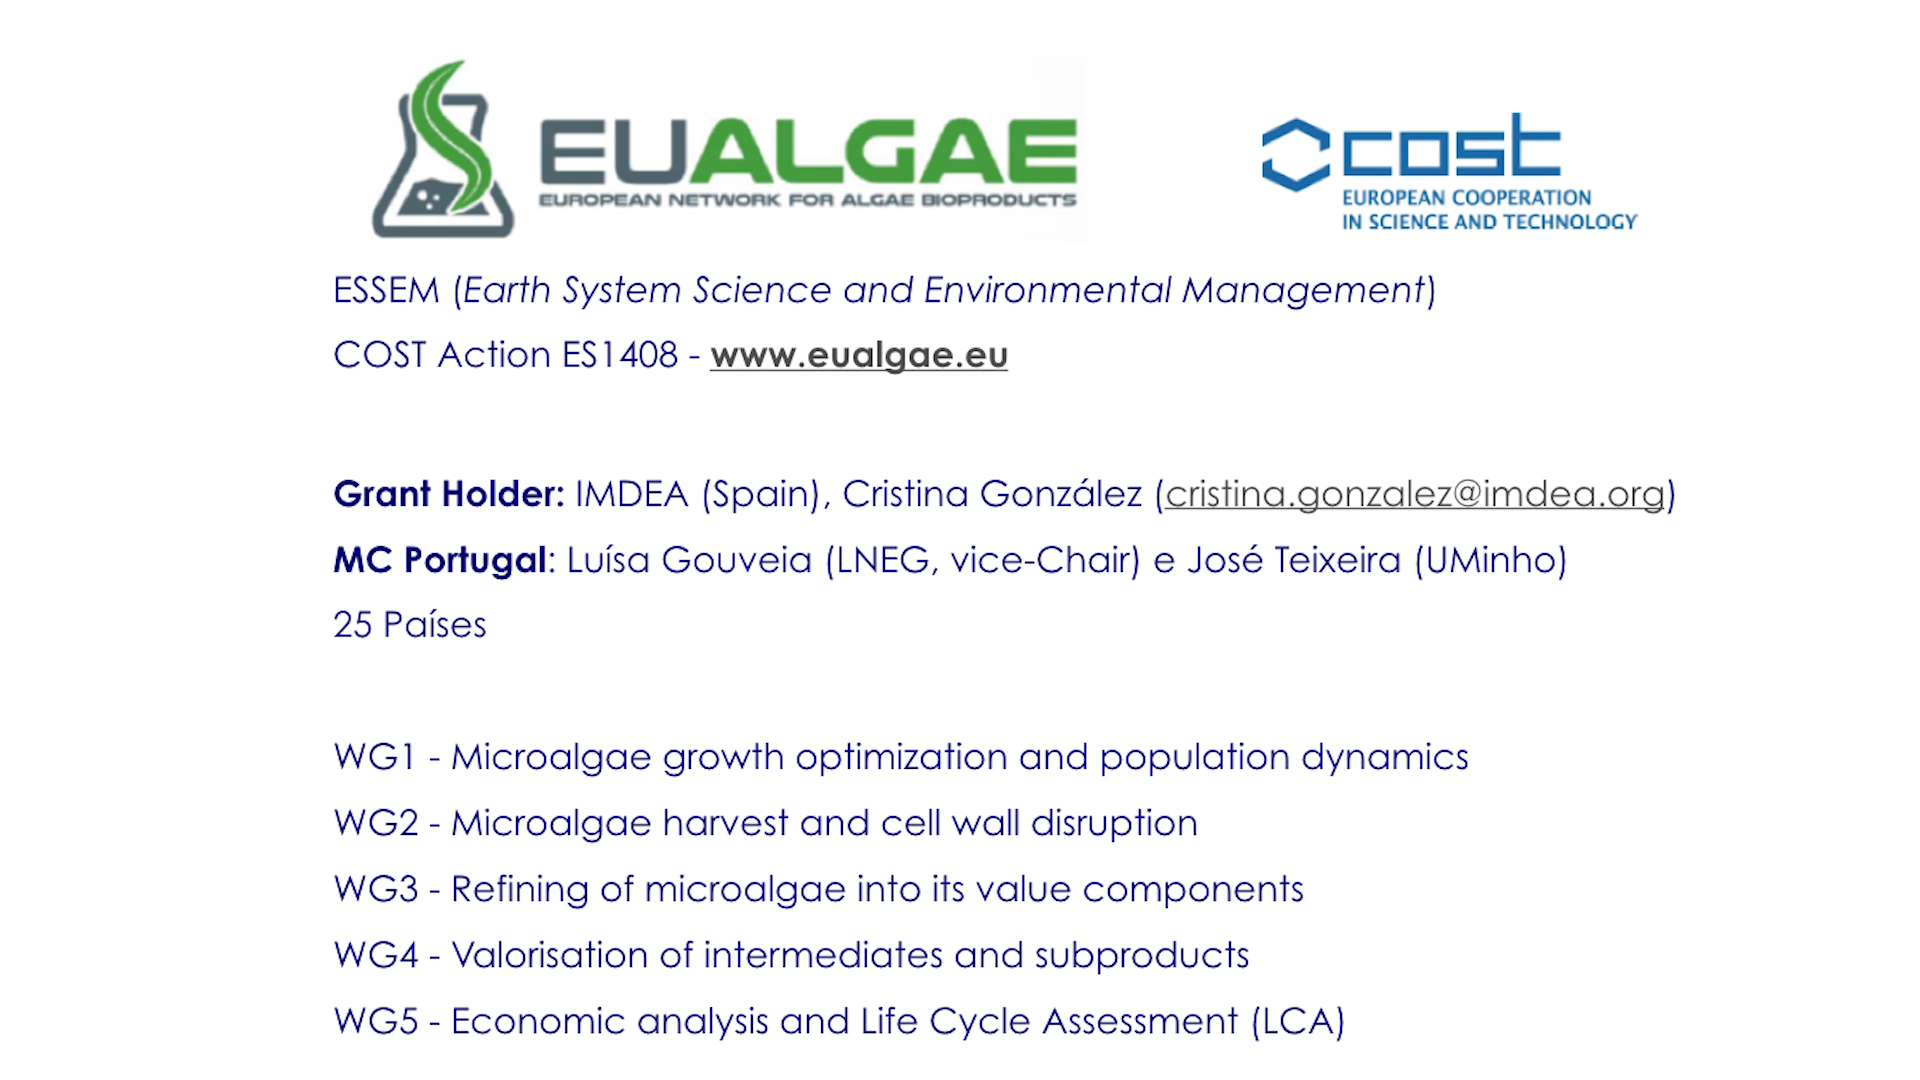 EUALGAE
EUROPEAN NETWORK FOR ALGAE BIOPRODUCTS
cost
EUROPEAN COOPERATION
IN SCIENCE AND TECHNOLOGY
ESSEM (Earth System Science and Environmental Management)
COST Action ES1408 - www.eualgae.eu
Grant Holder: IMDEA (Spain), Cristina González (cristina.gonzalez@imdea.org)
MC Portugal: Luísa Gouveia (LNEG, vice-Chair) e José Teixeira (UMinho)
25 Países
WG1 - Microalgae growth optimization and population dynamics
WG2 - Microalgae harvest and cell wall disruption
WG3 - Refining of microalgae into its value components
WG4 - Valorisation of intermediates and subproducts
WG5 - Economic analysis and Life Cycle Assessment (LCA)